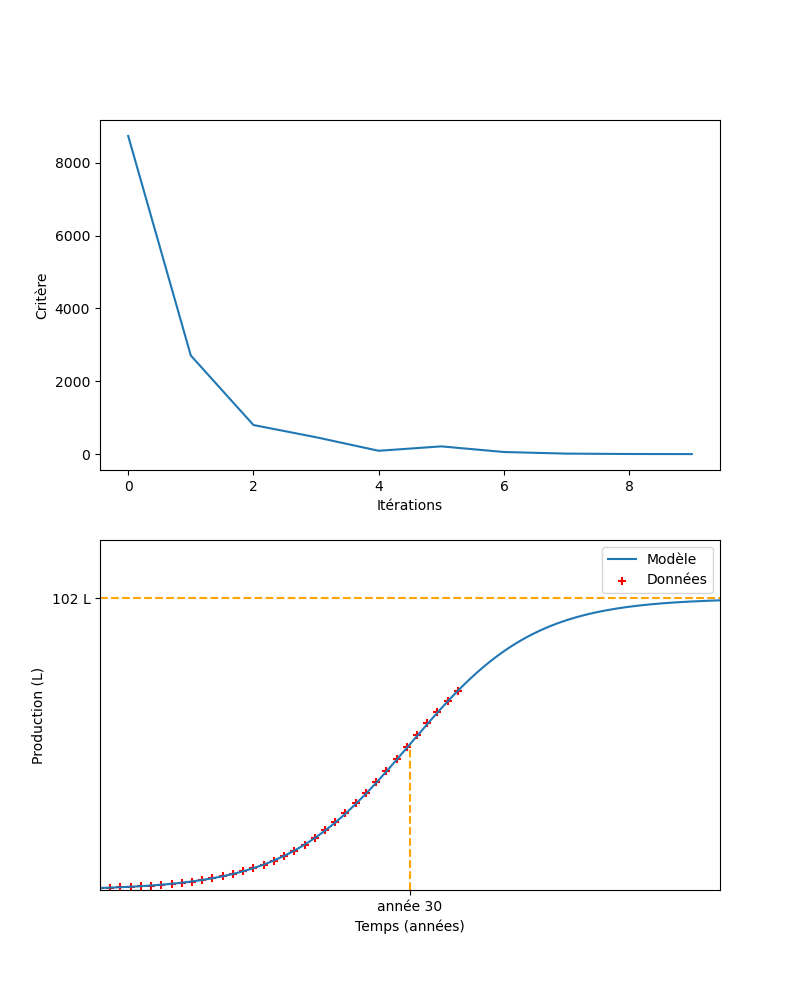 8000
6000
4000
2000
0
Critère
0 2 4 6 8
Itérations
Modèle
Données
102 L
Production (L)
année 30
Temps (années)